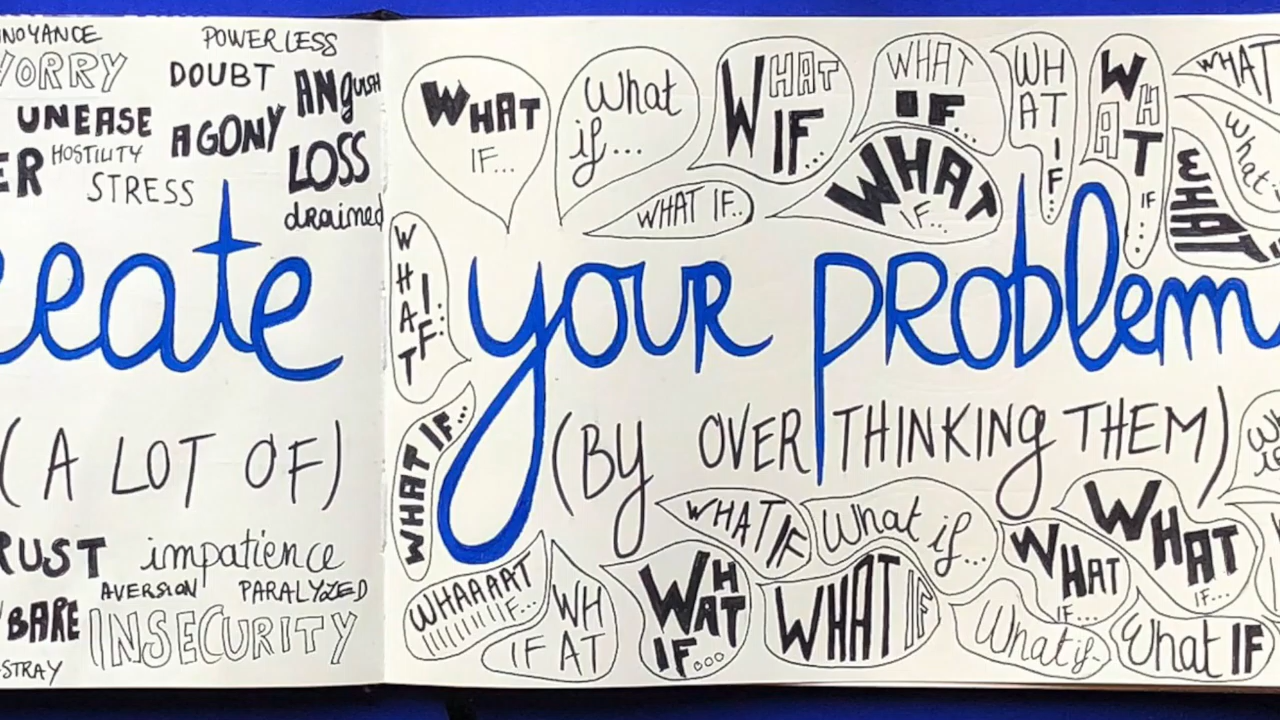 NOYANCE
POWERLESS
WORRY
DOUBT
ANGUISH
UNEASE
AGONY
ER
HOSTILITY
LOSS
STRESS
drained
eate
(A LOT OF)
RUST
impatience
AVERSION
PARALYZED
BARE
INSECURITY
STRAY
WHAT
IF...
What
if...
WHAT
IF...
WHAT
IF...
WHAT IF...
WHAT
IF...
WHAT
What
WHAT
WHAT IF..
WHAT
IF...
WHAT
IF...
your problem
WHAT IF...
(BY OVERTHINKING THEM)
WHAT IF
What if...
WHAT
IF...
WHAT
IF...
WHAAAAT
IF...
WH
IF AT
WHAT
IF...
WHAT IF
What if
What IF